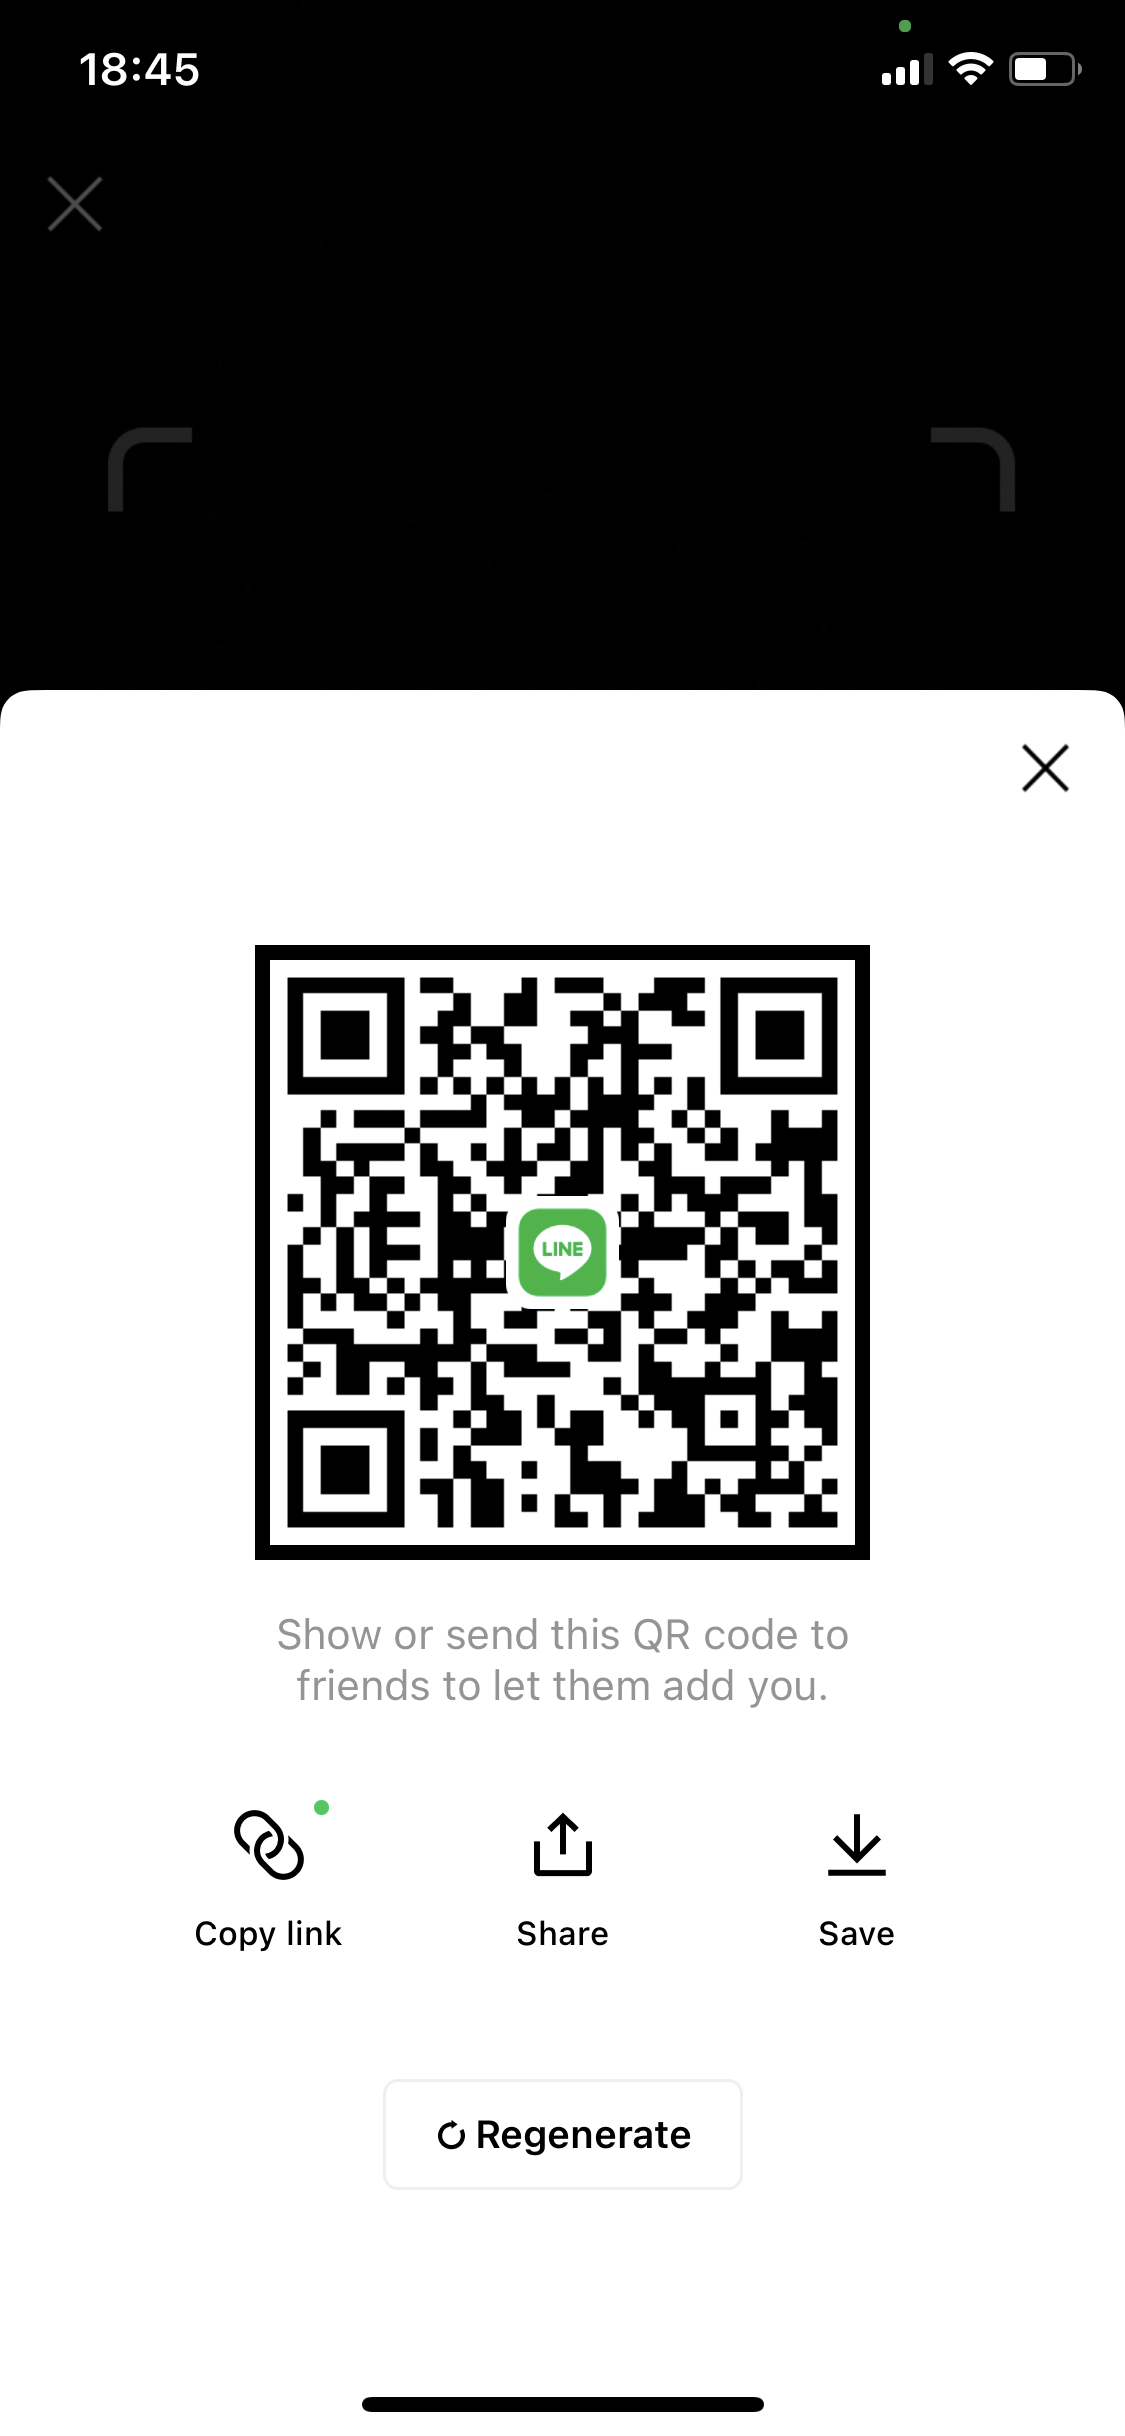 18:45
LINE
Show or send this QR code to
friends to let them add you.
Copy link
Share
Save
Regenerate